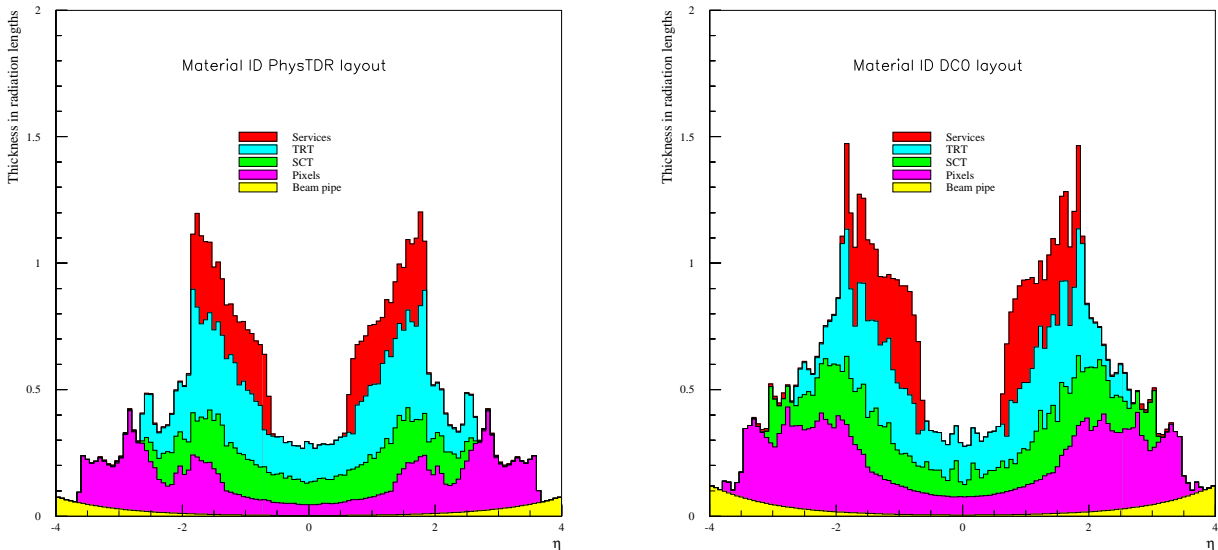 Thickness in radiation lengths
Material ID PhysTDR layout
Services
TRT
SCT
Pixels
Beam pipe
2
1.5
1
0.5
0
-4
-2
0
2
4
η
Thickness in radiation lengths
Material ID DC0 layout
Services
TRT
SCT
Pixels
Beam pipe
2
1.5
1
0.5
0
-4
-2
0
2
4
η